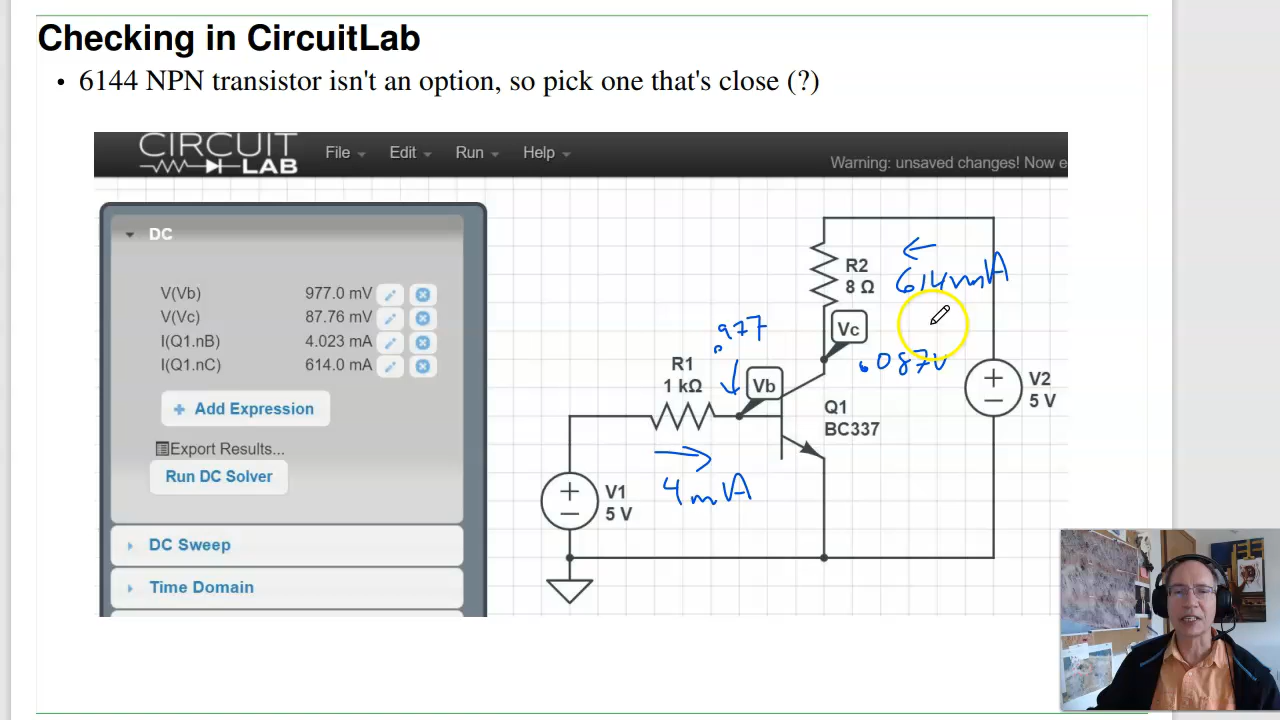 Checking in CircuitLab
• 6144 NPN transistor isn't an option, so pick one that's close (?)
CIRCUIT
LAB
File Edit Run Help
Warning: unsaved changes! Now e
DC
V(Vb) 977.0 mV
V(Vc) 87.76 mV
I(Q1.nB) 4.023 mA
I(Q1.nC) 614.0 mA
+ Add Expression
Export Results...
Run DC Solver
DC Sweep
Time Domain
R2
8 Ω
614mA
Vc
.977
.087V
R1
1 kΩ
Vb
V2
5 V
Q1
BC337
4mA
V1
5 V